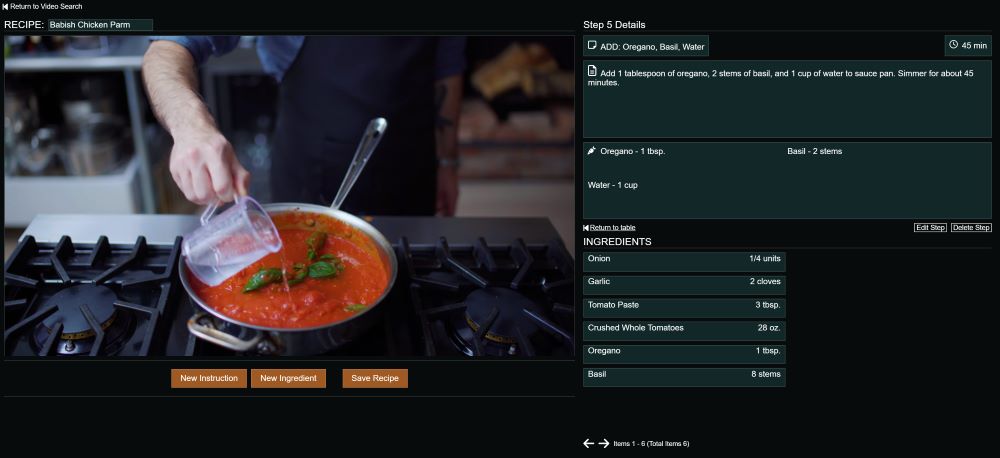 Return to Video Search
RECIPE: Babish Chicken Parm
Step 5 Details
ADD: Oregano, Basil, Water
45 min
Add 1 tablespoon of oregano, 2 stems of basil, and 1 cup of water to sauce pan. Simmer for about 45
minutes.
Oregano - 1 tbsp.
Basil - 2 stems
Water - 1 cup
Return to table
Edit Step
Delete Step
INGREDIENTS
Onion 1/4 units
Garlic 2 cloves
Tomato Paste 3 tbsp.
Crushed Whole Tomatoes 28 oz.
Oregano 1 tbsp.
Basil 8 stems
New Instruction
New Ingredient
Save Recipe
Items 1 - 6 (Total Items 6)